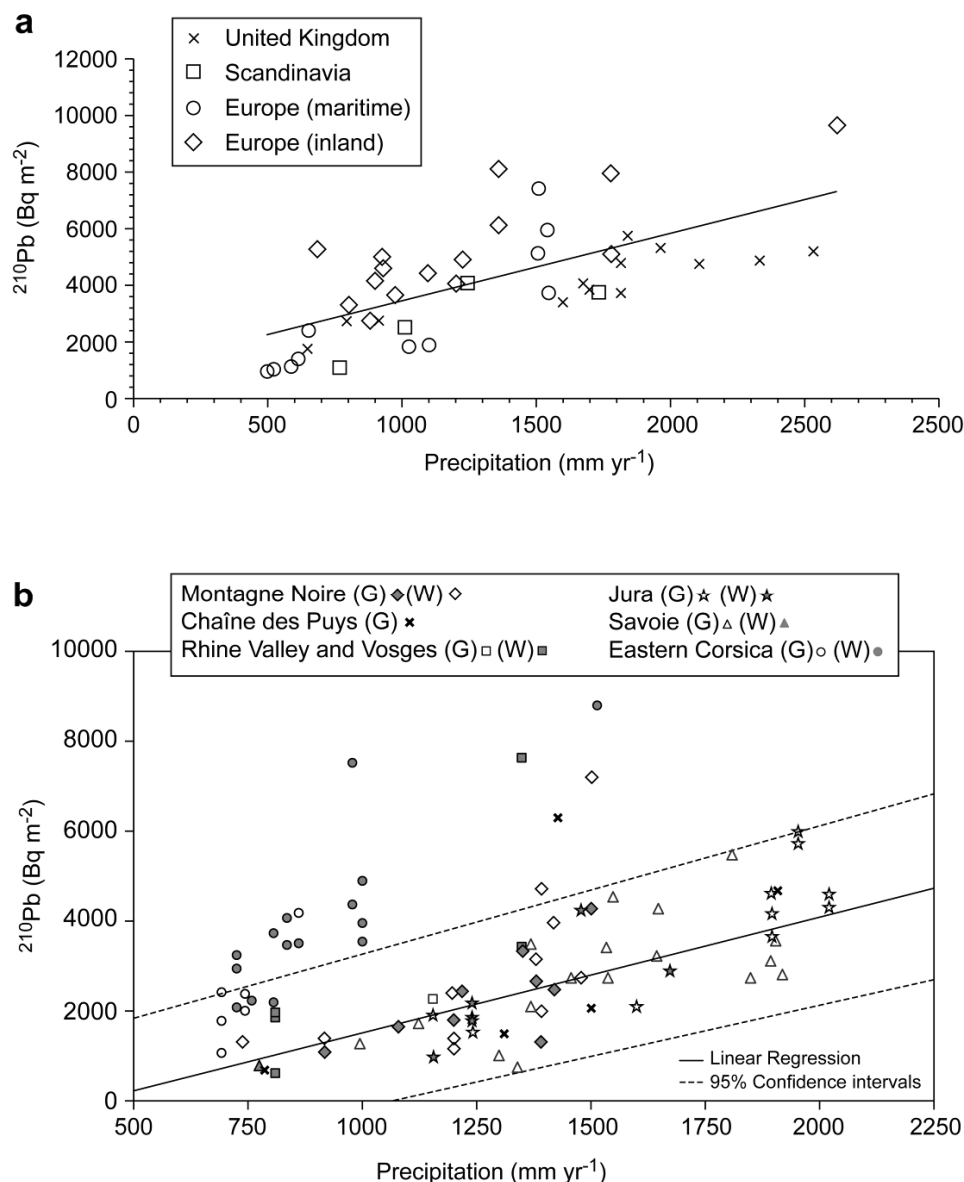 a
× United Kingdom
□ Scandinavia
○ Europe (maritime)
◇ Europe (inland)
12000
10000
8000
6000
4000
2000
0
²¹⁰Pb (Bq m⁻²)
0 500 1000 1500 2000 2500 2500
Precipitation (mm yr⁻¹)
b
Montagne Noire (G) ◆ (W) ◇ Jura (G) ☆ (W) ★
Chaîne des Puys (G) ✖ Savoie (G) △ (W) ▲
Rhine Valley and Vosges (G) □ (W) ■ Eastern Corsica (G) ○ (W) ●
10000
8000
6000
4000
2000
0
²¹⁰Pb (Bq m⁻²)
Linear Regression
95% Confidence intervals
500 750 1000 1250 1500 1750 2000 2250
Precipitation (mm yr⁻¹)